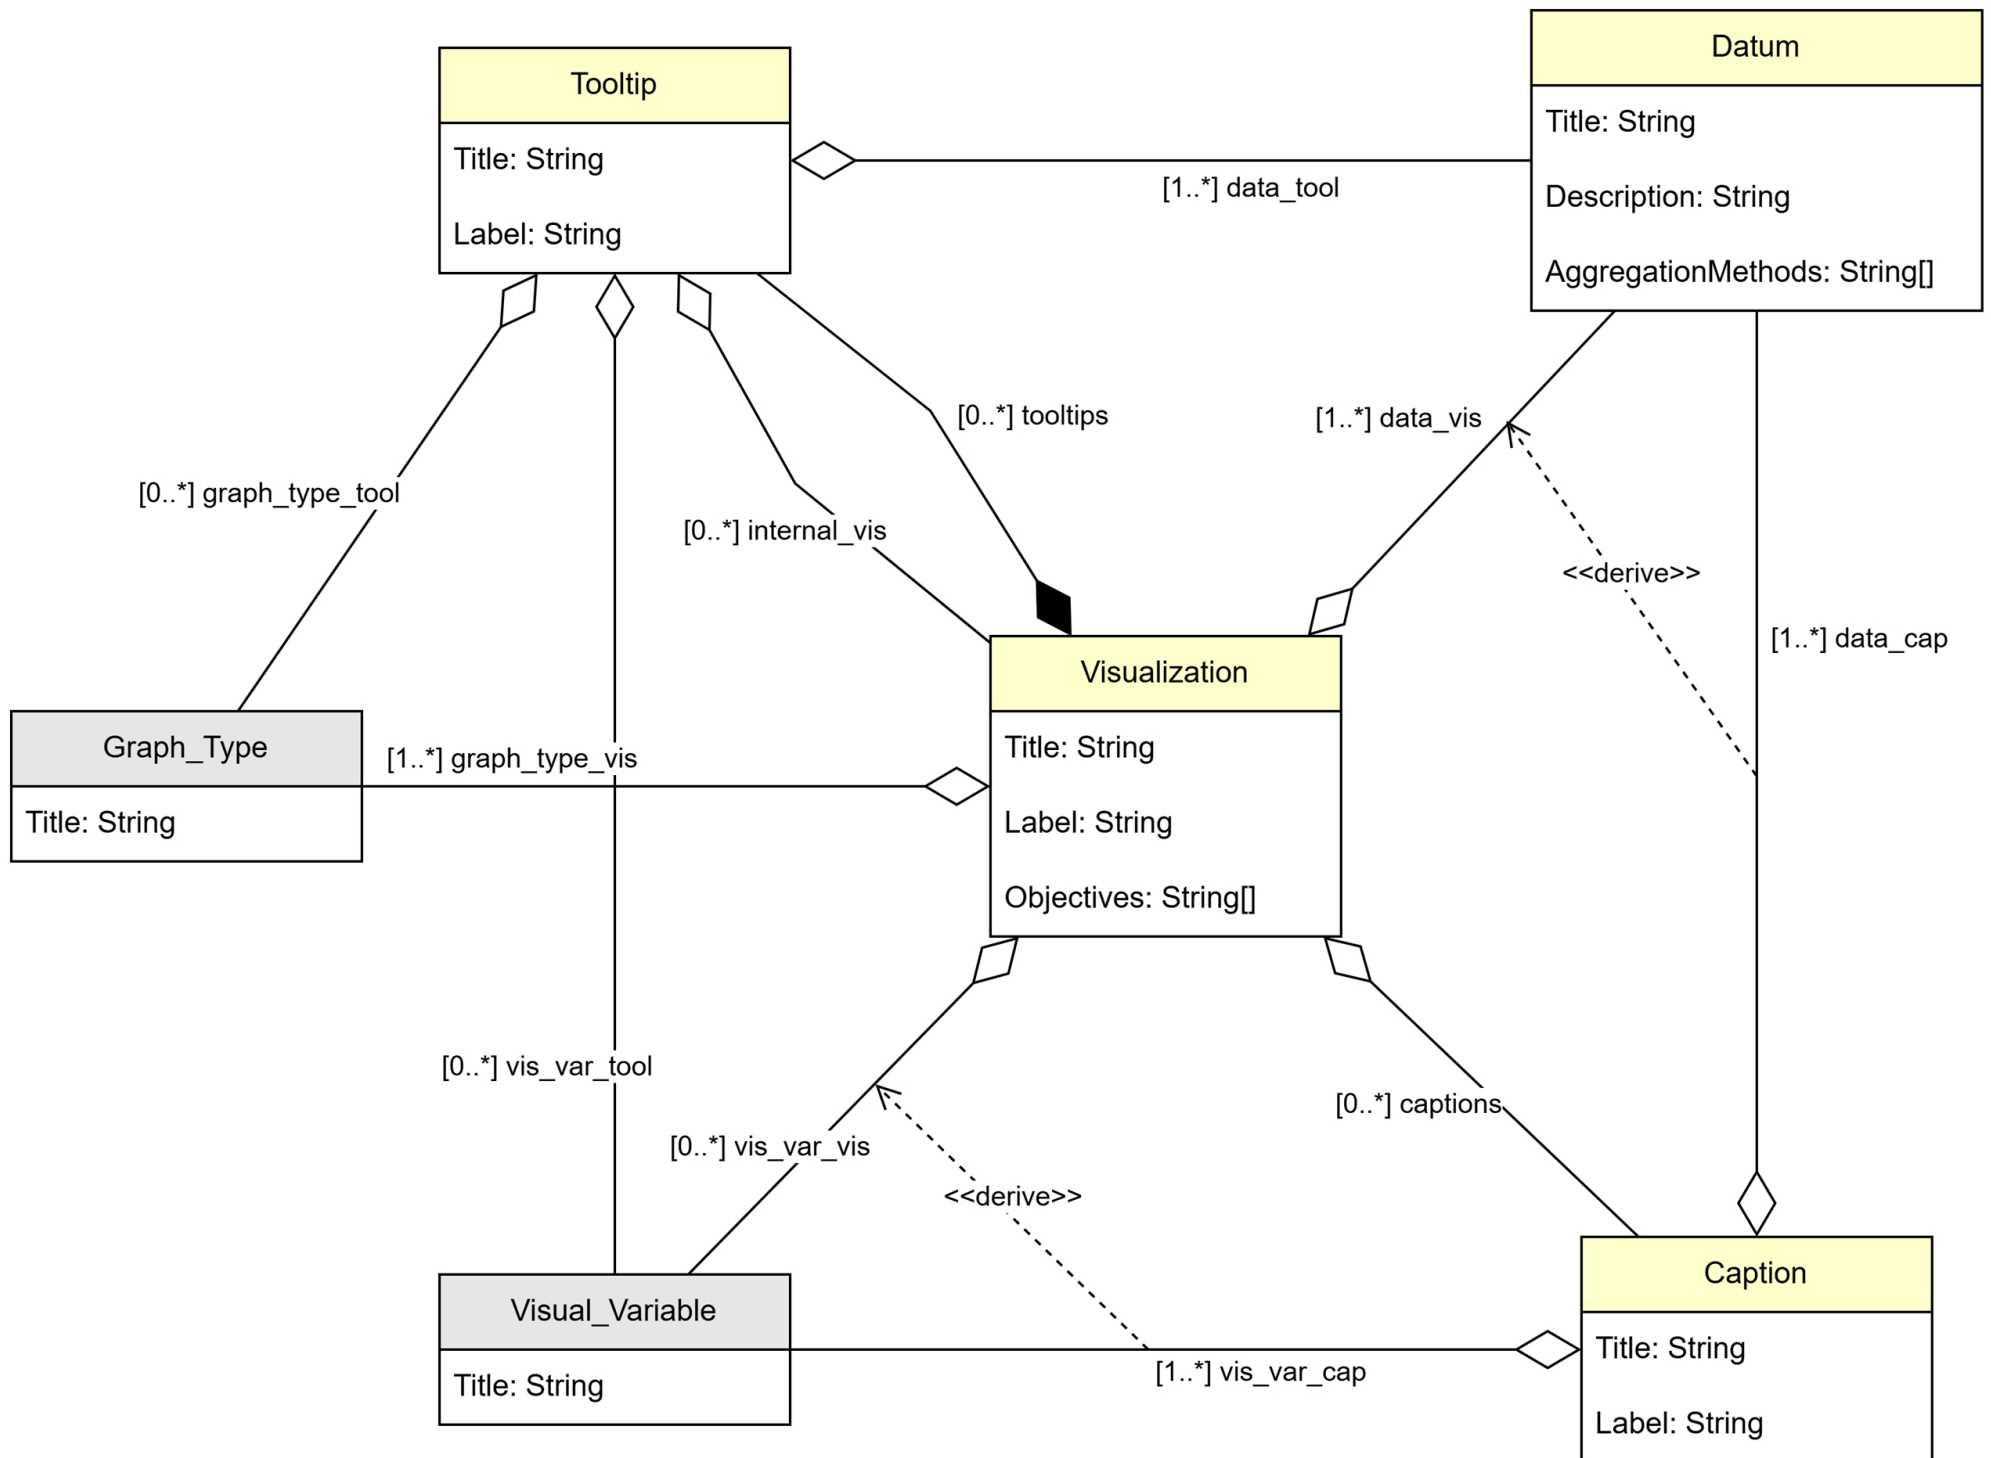 Tooltip
Title: String
Label: String
Datum
Title: String
Description: String
AggregationMethods: String[]
[1..*] data_tool
[0..*] tooltips
[1..*] data_vis
[0..*] graph_type_tool
[0..*] internal_vis
<<derive>>
[1..*] data_cap
Graph_Type
Title: String
[1..*] graph_type_vis
Visualization
Title: String
Label: String
Objectives: String[]
[0..*] vis_var_tool
[0..*] vis_var_vis
[0..*] captions
<<derive>>
Visual_Variable
Title: String
[1..*] vis_var_cap
Caption
Title: String
Label: String